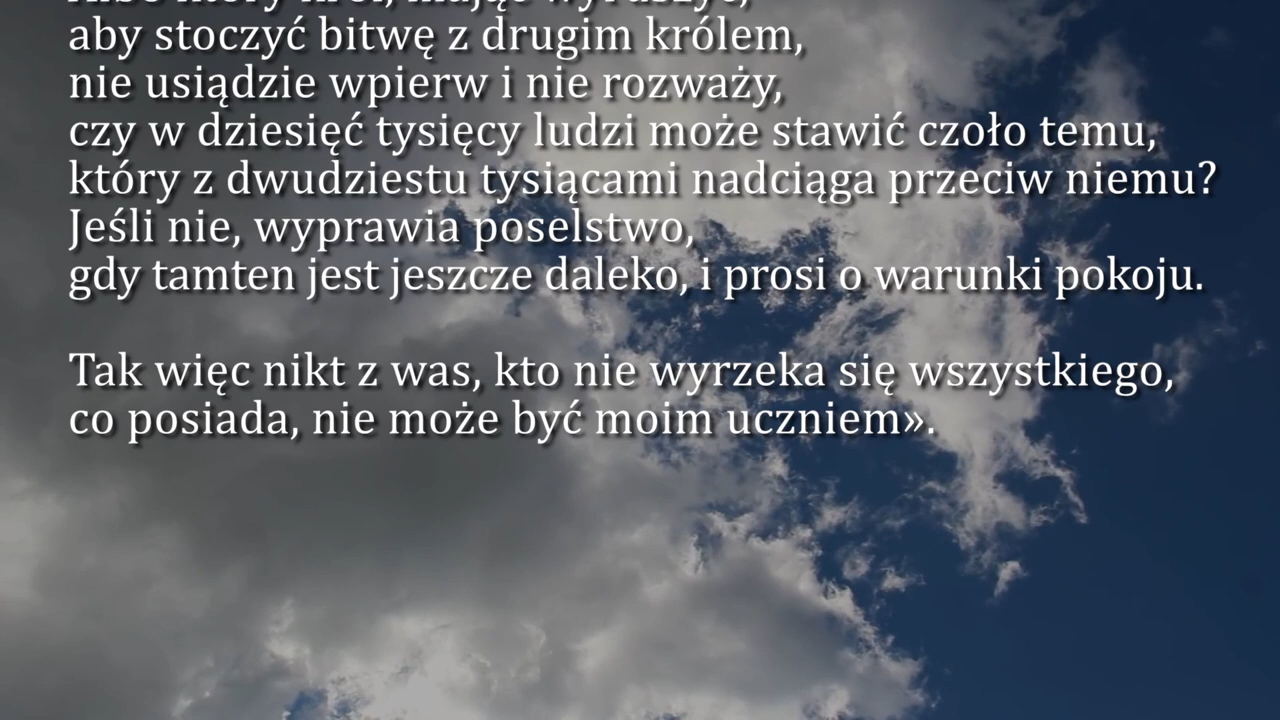 aby stoczyć bitwę z drugim królem,
nie usiądzie wpierw i nie rozważy,
czy w dziesięć tysięcy ludzi może stawić czoło temu,
który z dwudziestu tysiącami nadciąga przeciw niemu?
Jeśli nie, wyprawia poselstwo,
gdy tamten jest jeszcze daleko, i prosi o warunki pokoju.
Tak więc nikt z was, kto nie wyrzeka się wszystkiego,
co posiada, nie może być moim uczniem».